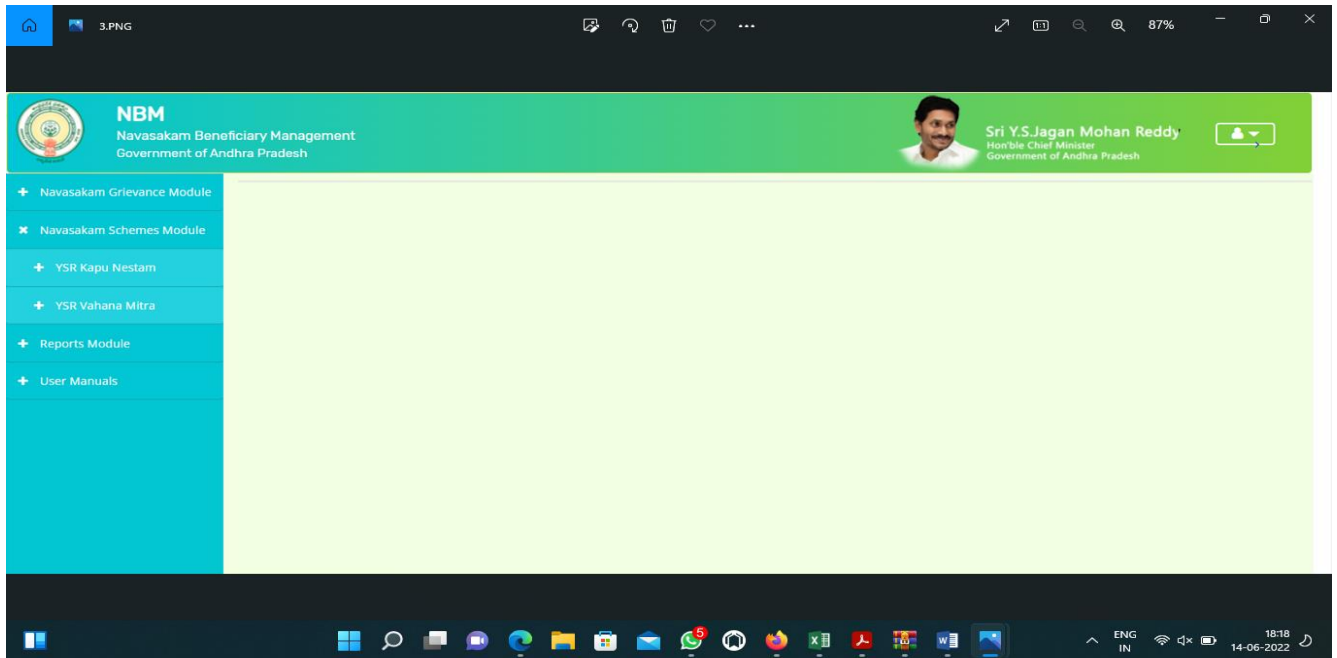 3.PNG
87%
NBM
Navasakam Beneficiary Management
Government of Andhra Pradesh
Sri Y.S.Jagan Mohan Reddy
Hon'ble Chief Minister
Government of Andhra Pradesh
Navasakam Grievance Module
Navasakam Schemes Module
YSR Kapu Nestam
YSR Vahana Mitra
Reports Module
User Manuals
5
ENG
IN
18:18
14-06-2022